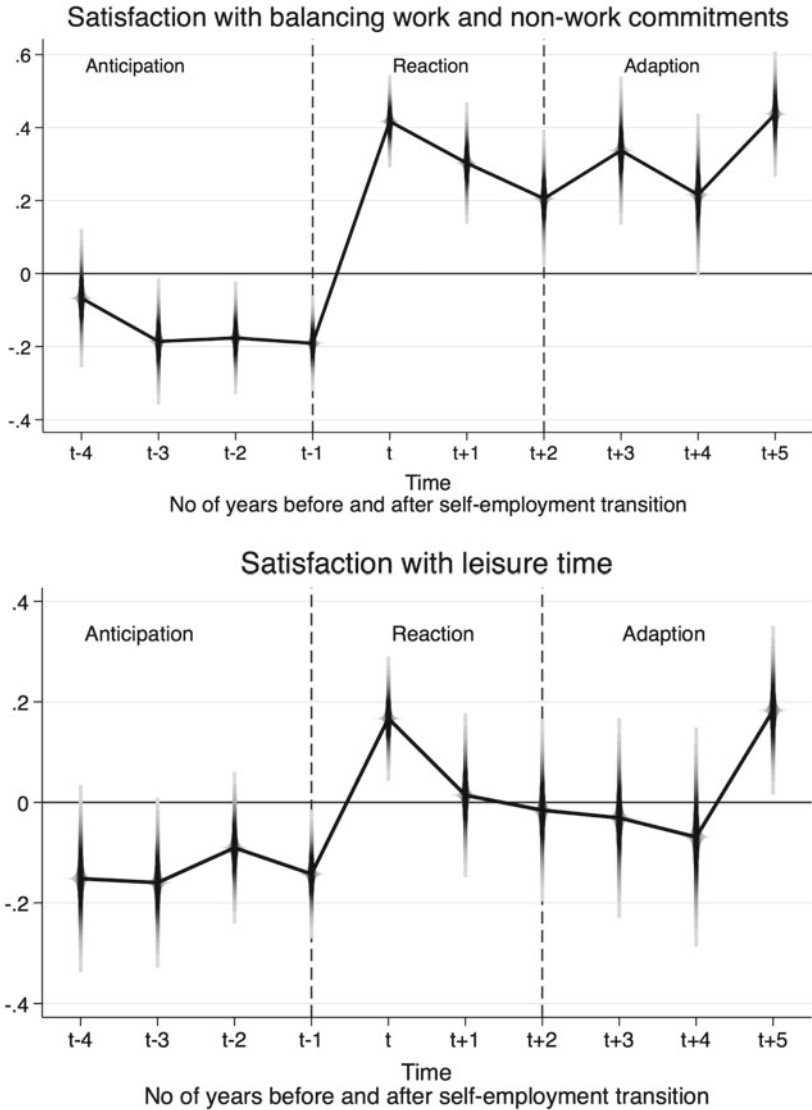 Satisfaction with balancing work and non-work commitments
Anticipation Reaction Adaption
.6
.4
.2
0
-.2
-.4
t-4 t-3 t-2 t-1 t t+1 t+2 t+3 t+4 t+5
Time
No of years before and after self-employment transition
Satisfaction with leisure time
.4
Anticipation Reaction Adaption
.2
0
-.2
-.4
t-4 t-3 t-2 t-1 t t+1 t+2 t+3 t+4 t+5
Time
No of years before and after self-employment transition